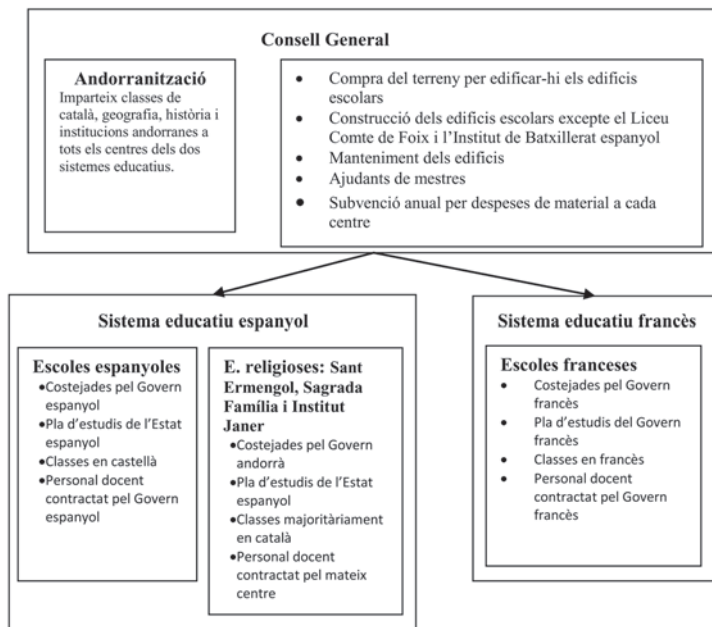 Consell General
Andorranització
Imparteix classes de
català, geografia, història i
institucions andorranes a
tots els centres dels dos
sistemes educatius.
• Compra del terreny per edificar-hi els edificis
escolars
• Construcció dels edificis escolars excepte el Liceu
Comte de Foix i l’Institut de Batxillerat espanyol
• Manteniment dels edificis
• Ajudants de mestres
• Subvenció anual per despeses de material a cada
centre
Sistema educatiu espanyol
Escoles espanyoles
•Costejades pel Govern
espanyol
•Pla d’estudis de l’Estat
espanyol
•Classes en castellà
•Personal docent
contractat pel Govern
espanyol
E. religioses: Sant
Ermengol, Sagrada
Família i Institut
Janer
•Costejades pel Govern
andorrà
•Pla d’estudis de l’Estat
espanyol
•Classes majoritàriament
en català
•Personal docent
contractat pel mateix
centre
Sistema educatiu francès
Escoles franceses
• Costejades pel Govern
francès
• Pla d’estudis del Govern
francès
• Classes en francès
• Personal docent
contractat pel Govern
francès